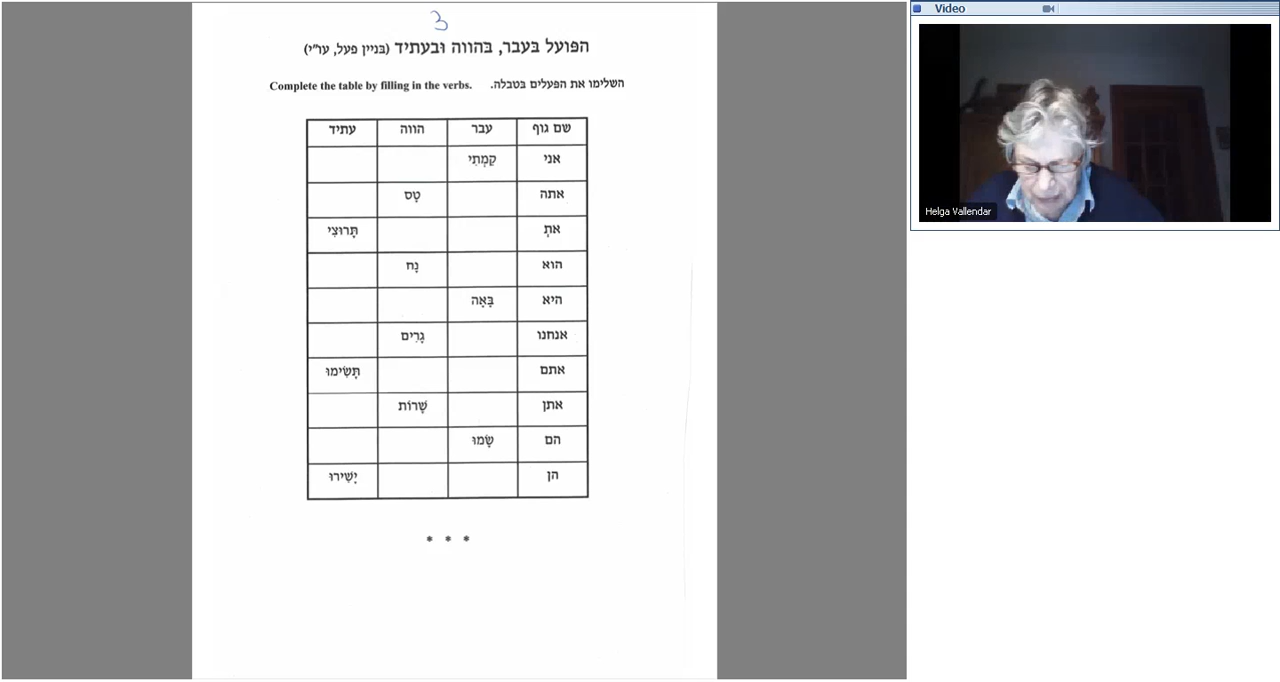 3
הפועל בעבר, בהווה ובעתיד (בניין פעל, עו"י)
השלימו את הפעלים בטבלה. Complete the table by filling in the verbs.
שם גוף עבר הווה עתיד
אני קַמְתִּי
אתה טָס
אתְ תָּרוּצִי
הוא נָח
היא בָּאָה
אנחנו גָּרִים
אתם תָּשִׂימוּ
אתן שָׁרוֹת
הם שָׂמוּ
הן יָשִׁירוּ
* * *
Video
Helga Vallendar